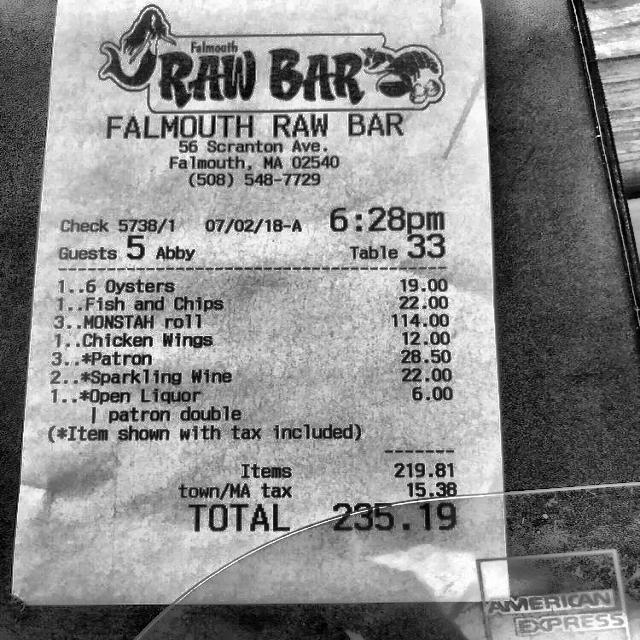 Falmouth
RAW BAR
FALMOUTH RAW BAR
56 Scranton Ave.
Falmouth, MA 02540
(508) 548-7729
Check 5738/1 07/02/18-A 6:28pm
Guests 5 Abby Table 33
1..6 Oysters 19.00
1..Fish and Chips 22.00
3..MONSTAH roll 114.00
1..Chicken Wings 12.00
3..*Patron 28.50
2..*Sparkling Wine 22.00
1..*Open Liquor 6.00
| patron double
(*Item shown with tax included)
Items 219.81
town/MA tax 15.38
TOTAL 235.19
AMERICAN
EXPRESS